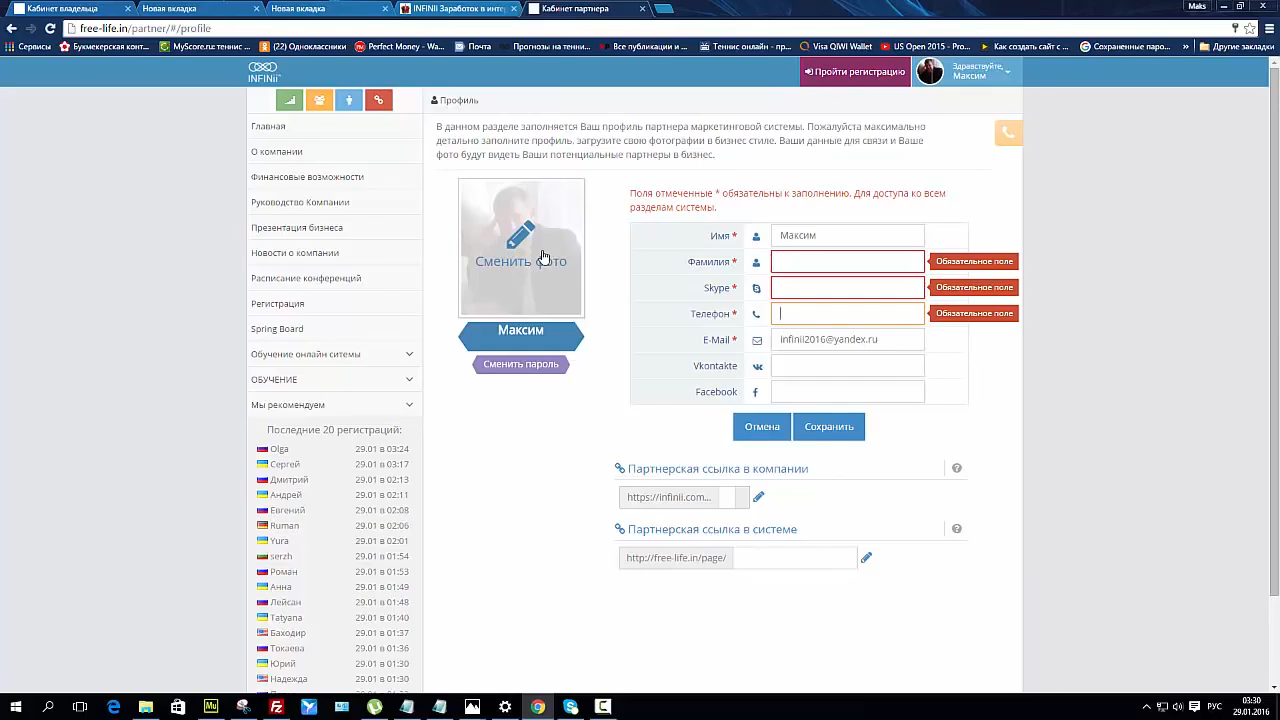 Кабинет владельца
Новая вкладка
Новая вкладка
INFINII Заработок в инте
Кабинет партнера
Maks
free-life.in/partner/#/profile
Сервисы
Букмекерская конто...
MyScore.ru: теннис ...
(22) Одноклассники
Perfect Money - Wa...
Почта
Прогнозы на тенни...
Все публикации и ...
Теннис онлайн - пр...
Visa QIWI Wallet
US Open 2015 - Pro...
Как создать сайт с ...
Сохраненные паро...
Другие закладки
INFINii
Пройти регистрацию
Здравствуйте,
Максим
Профиль
Главная
О компании
Финансовые возможности
Руководство Компании
Презентация бизнеса
Новости о компании
Расписание конференций
Регистрация
Spring Board
Обучение онлайн ситемы
ОБУЧЕНИЕ
Мы рекомендуем
Последние 20 регистраций:
Olga 29.01 в 03:24
Сергей 29.01 в 03:17
Дмитрий 29.01 в 02:13
Андрей 29.01 в 02:11
Евгений 29.01 в 02:08
Ruman 29.01 в 02:06
Yura 29.01 в 02:01
serzh 29.01 в 01:54
Роман 29.01 в 01:53
Анна 29.01 в 01:49
Лейсан 29.01 в 01:48
Tatyana 29.01 в 01:40
Баходир 29.01 в 01:37
Токаева 29.01 в 01:36
Юрий 29.01 в 01:30
Надежда 29.01 в 01:30
В данном разделе заполняется Ваш профиль партнера маркетинговой системы. Пожалуйста максимально
детально заполните профиль, загрузите свою фотографии в бизнес стиле. Ваши данные для связи и Ваше
фото будут видеть Ваши потенциальные партнеры в бизнес.
Сменить фото
Максим
Сменить пароль
Поля отмеченные * обязательны к заполнению. Для доступа ко всем
разделам системы.
Имя * Максим
Фамилия * Обязательное поле
Skype * Обязательное поле
Телефон * Обязательное поле
E-Mail * infinii2016@yandex.ru
Vkontakte
Facebook
Отмена
Сохранить
Партнерская ссылка в компании
https://infinii.com...
Партнерская ссылка в системе
http://free-life.in/page/
РУС
03:30
29.01.2016